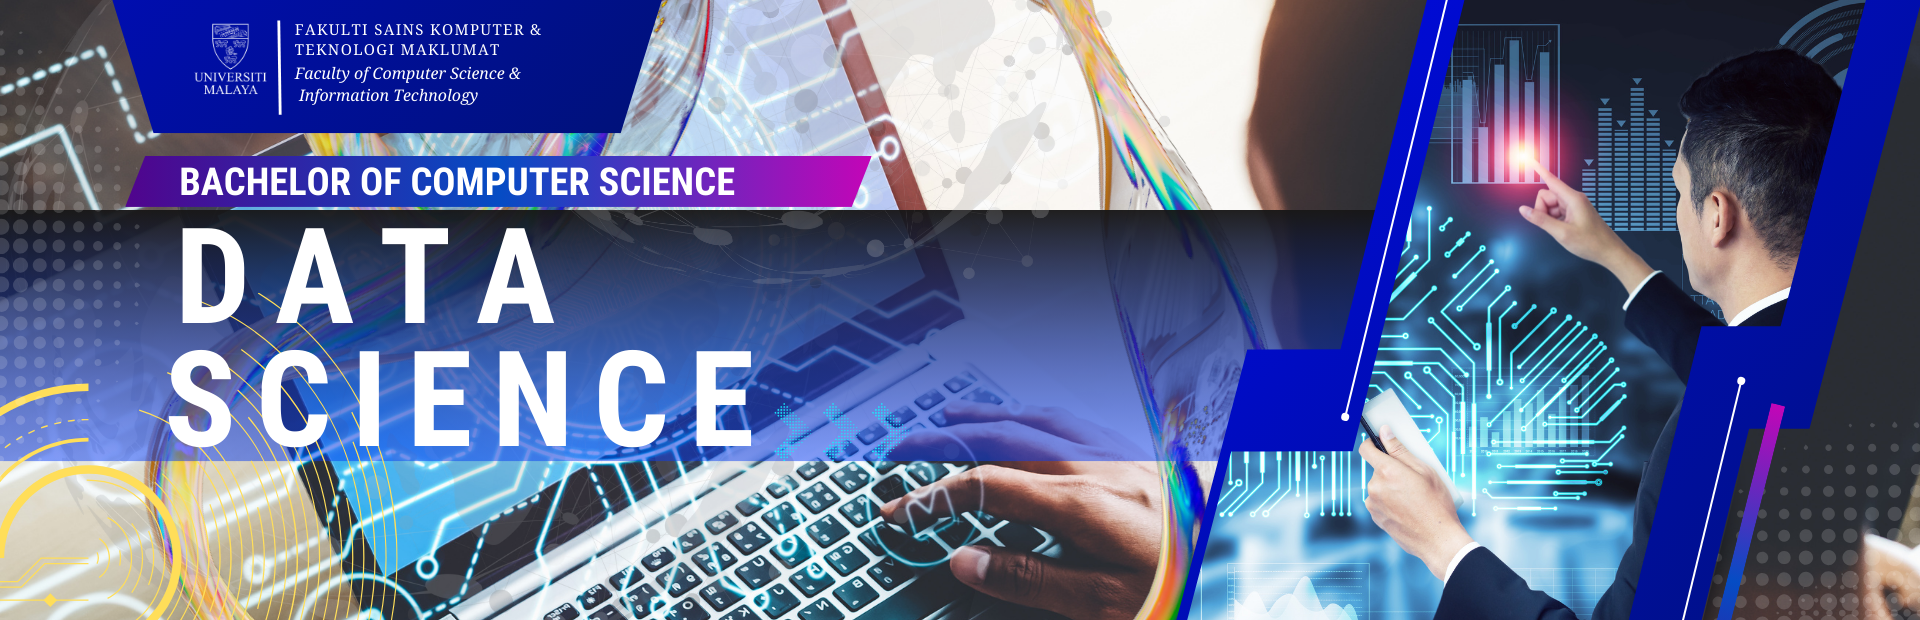 UNIVERSITI
MALAYA
FAKULTI SAINS KOMPUTER &
TEKNOLOGI MAKLUMAT
Faculty of Computer Science &
Information Technology
BACHELOR OF COMPUTER SCIENCE
DATA
SCIENCE